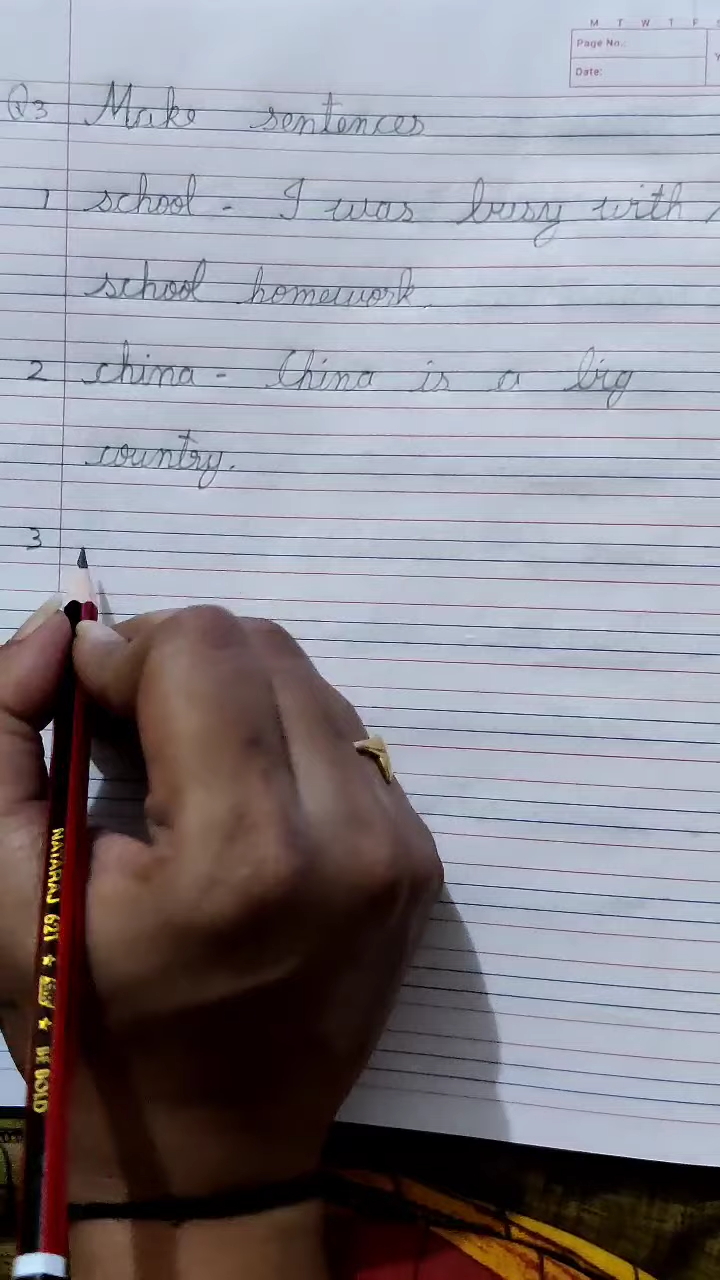 M T W T F S
Page No.:
Y
Date:
Q3 Make sentences
1 school - I was busy with
school homework.
2 china - China is a big
country.
3
NATARAJ 621 ★ ★ BE BOLD